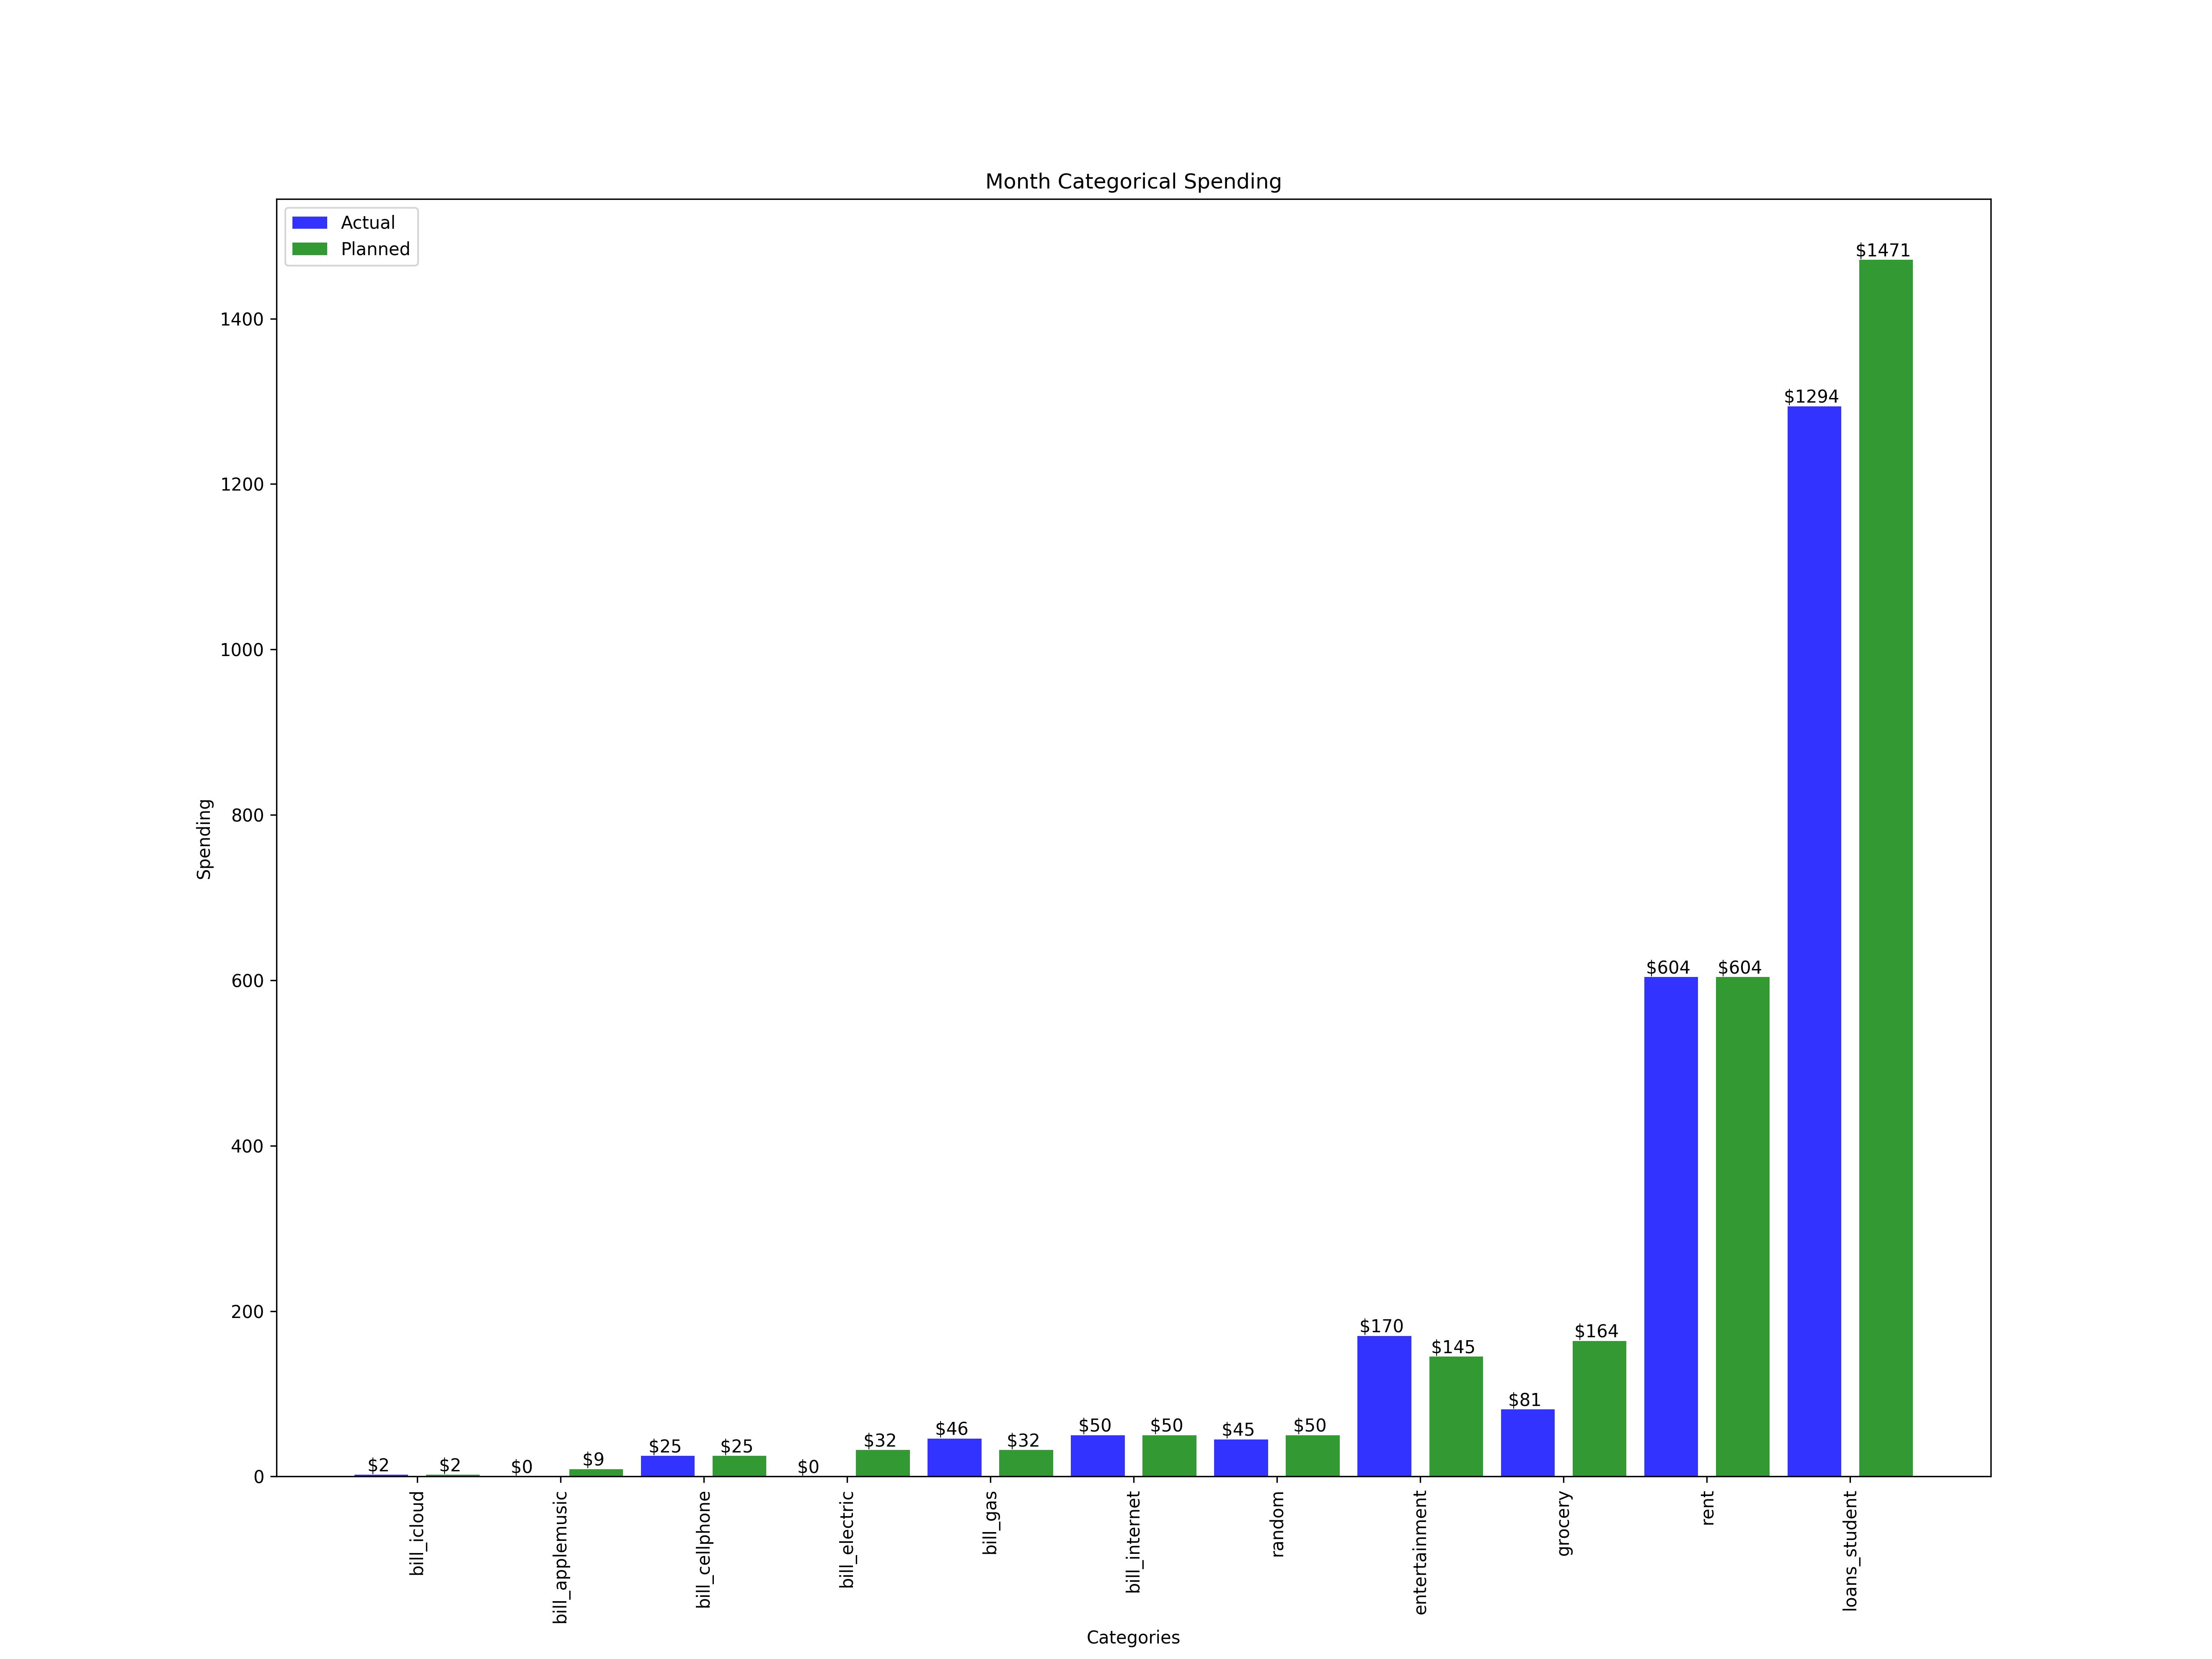 Month Categorical Spending
Actual
Planned
$1471
$1294
$604 $604
$170 $145 $81 $164
$2 $2 $0 $9 $25 $25 $0 $32 $46 $32 $50 $50 $45 $50
1400
1200
1000
800
600
400
200
0
Spending
bill_icloud
bill_applemusic
bill_cellphone
bill_electric
bill_gas
bill_internet
random
entertainment
grocery
rent
loans_student
Categories